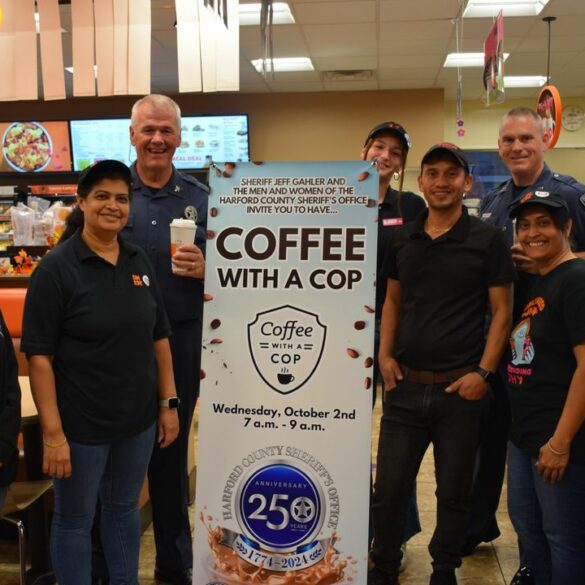 MEAL DEAL
SHERIFF JEFF GAHLER AND
THE MEN AND WOMEN OF THE
HARFORD COUNTY SHERIFF'S OFFICE
INVITE YOU TO HAVE...
COFFEE
WITH A COP
Coffee
WITH A
COP
Wednesday, October 2nd
7 a.m. - 9 a.m.
HARFORD COUNTY SHERIFF'S OFFICE
ANNIVERSARY
250
YEARS
1774-2024